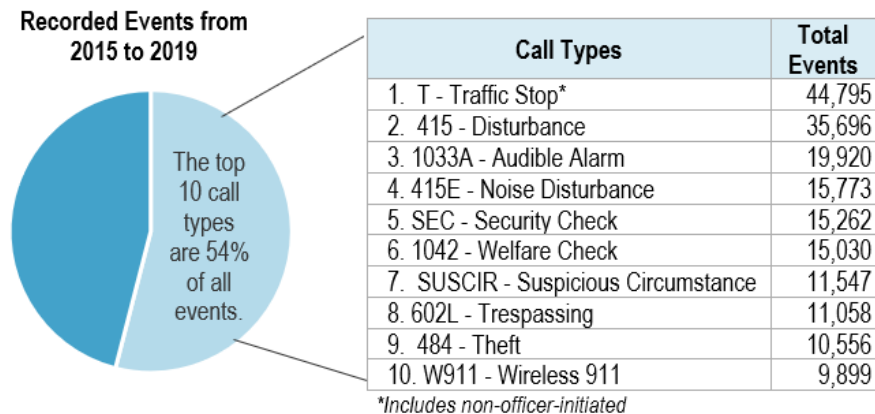 Recorded Events from
2015 to 2019
The top
10 call
types
are 54%
of all
events.
Call Types Total Events
1. T - Traffic Stop* 44,795
2. 415 - Disturbance 35,696
3. 1033A - Audible Alarm 19,920
4. 415E - Noise Disturbance 15,773
5. SEC - Security Check 15,262
6. 1042 - Welfare Check 15,030
7. SUSCIR - Suspicious Circumstance 11,547
8. 602L - Trespassing 11,058
9. 484 - Theft 10,556
10. W911 - Wireless 911 9,899
*Includes non-officer-initiated